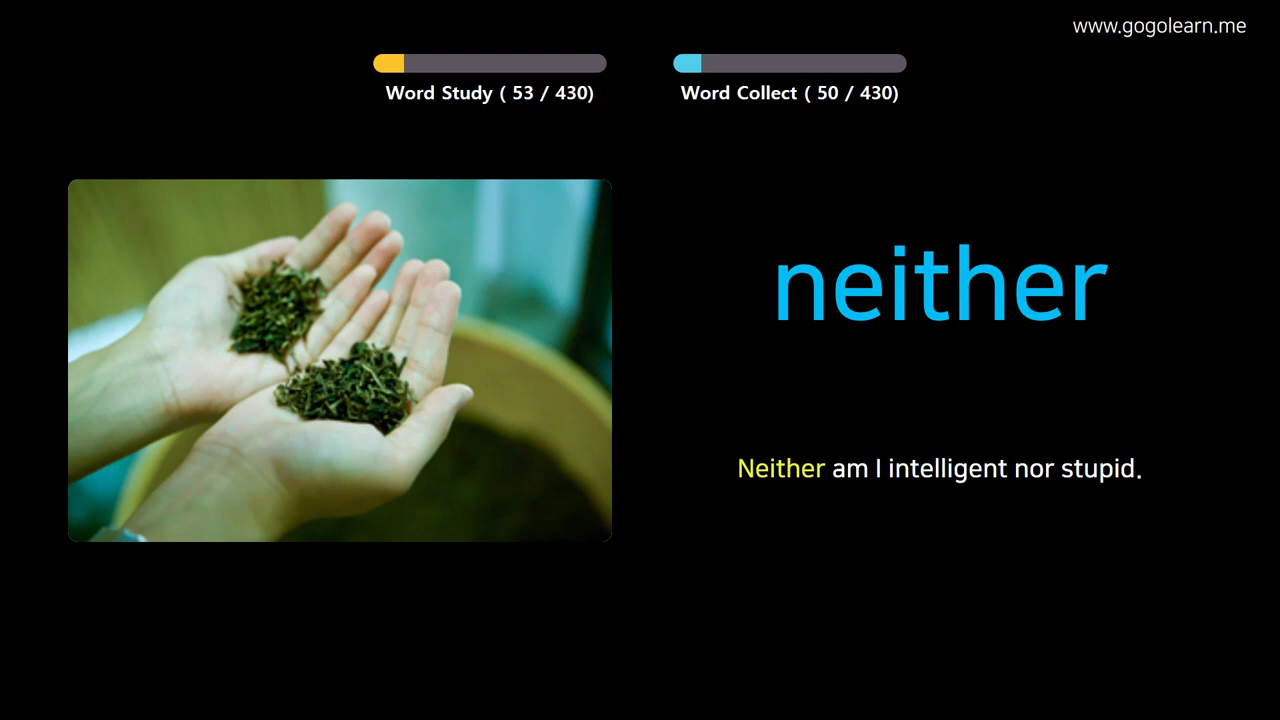 www.gogolearn.me
Word Study ( 53 / 430)
Word Collect ( 50 / 430)
neither
Neither am I intelligent nor stupid.